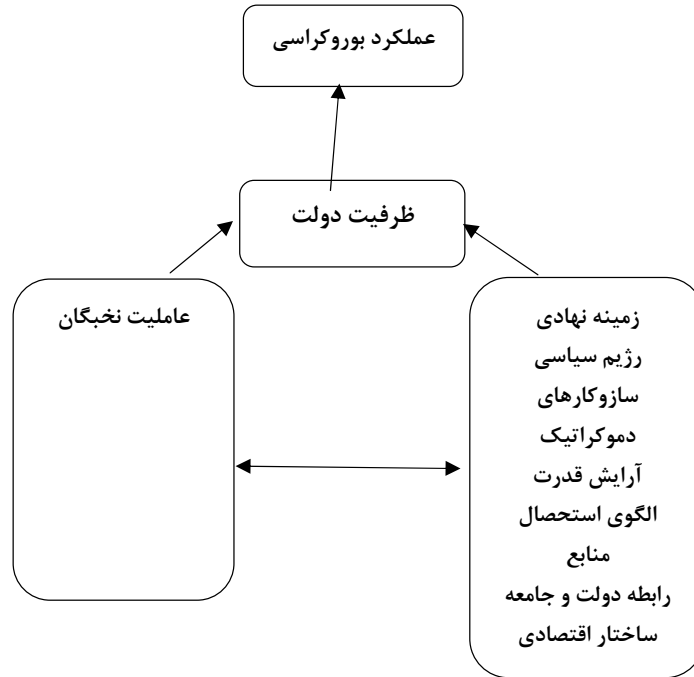 عملکرد بوروکراسی
ظرفیت دولت
زمینه نهادی
رژیم سیاسی
سازوکارهای
دموکراتیک
آرایش قدرت
الگوی استحصال
منابع
رابطه دولت و جامعه
ساختار اقتصادی
عاملیت نخبگان